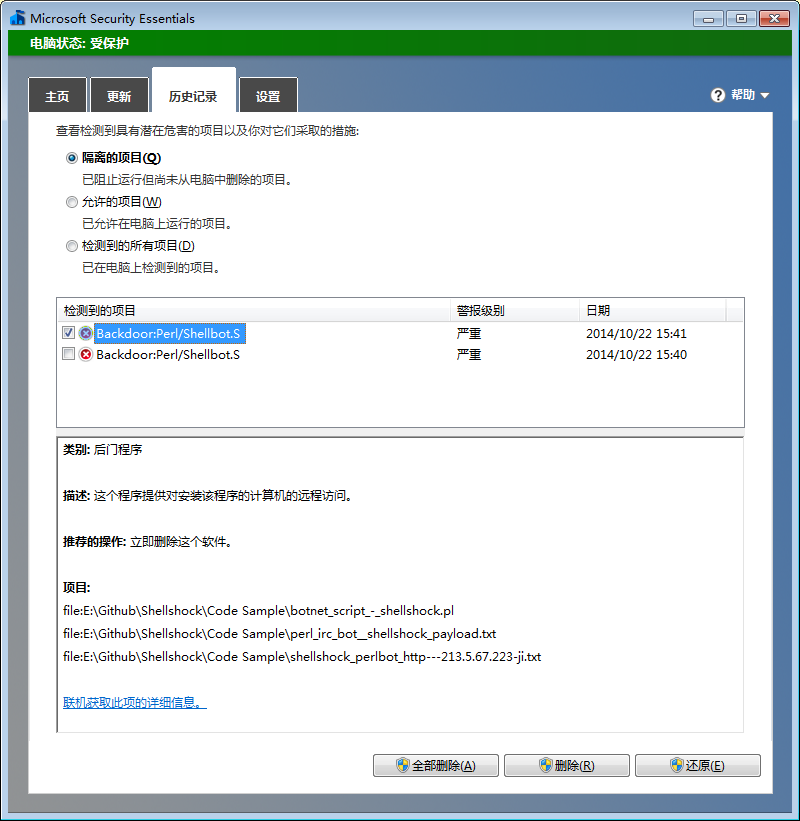 Microsoft Security Essentials
电脑状态: 受保护
主页 更新 历史记录 设置 帮助
查看检测到具有潜在危害的项目以及你对它们采取的措施:
隔离的项目(Q)
已阻止运行但尚未从电脑中删除的项目。
允许的项目(W)
已允许在电脑上运行的项目。
检测到的所有项目(D)
已在电脑上检测到的项目。
检测到的项目 警报级别 日期
Backdoor:Perl/Shellbot.S 严重 2014/10/22 15:41
Backdoor:Perl/Shellbot.S 严重 2014/10/22 15:40
类别: 后门程序
描述: 这个程序提供对安装该程序的计算机的远程访问。
推荐的操作: 立即删除这个软件。
项目:
file:E:\Github\Shellshock\Code Sample\botnet_script_-_shellshock.pl
file:E:\Github\Shellshock\Code Sample\perl_irc_bot__shellshock_payload.txt
file:E:\Github\Shellshock\Code Sample\shellshock_perlbot_http---213.5.67.223-ji.txt
联机获取此项的详细信息。
全部删除(A) 删除(R) 还原(E)